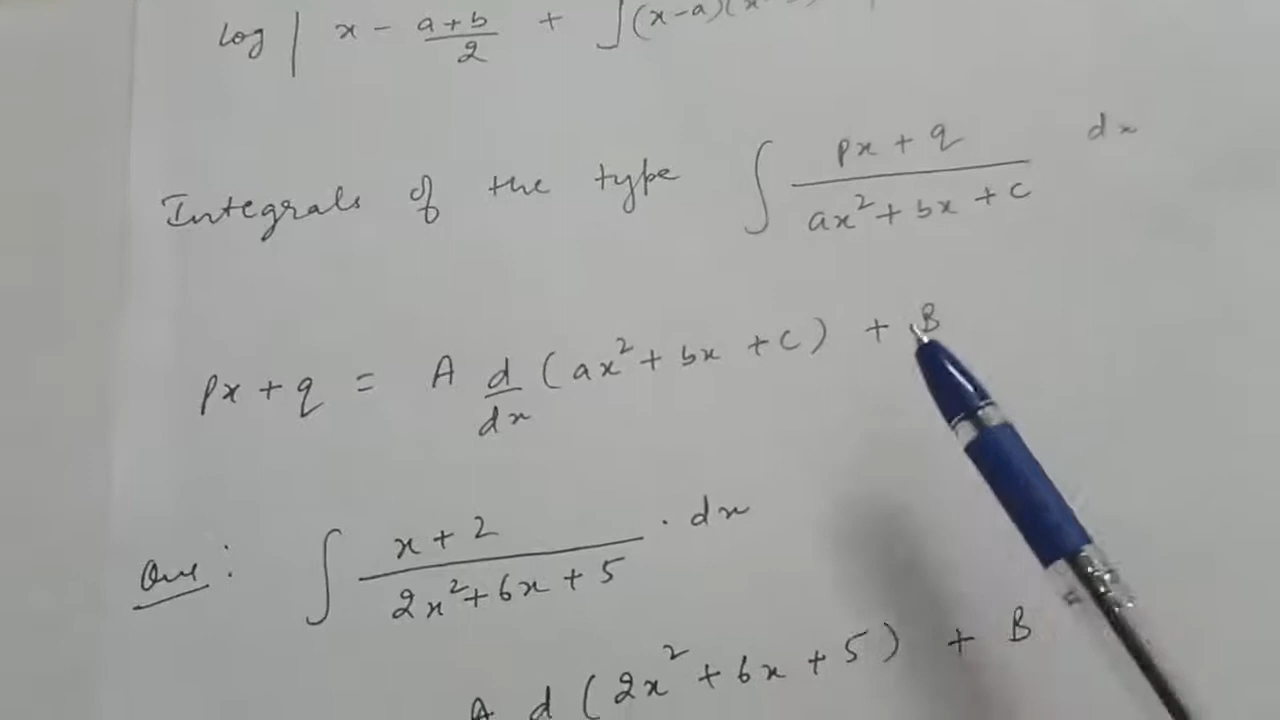 log | x - a+b/2 + ∫(x-a)(x-
Integrals of the type ∫ px + q / ax² + bx + c dx
px + q = A d/dx (ax² + bx + c) + B
Que: ∫ x + 2 / 2x² + 6x + 5 . dx
A d (2x² + 6x + 5) + B